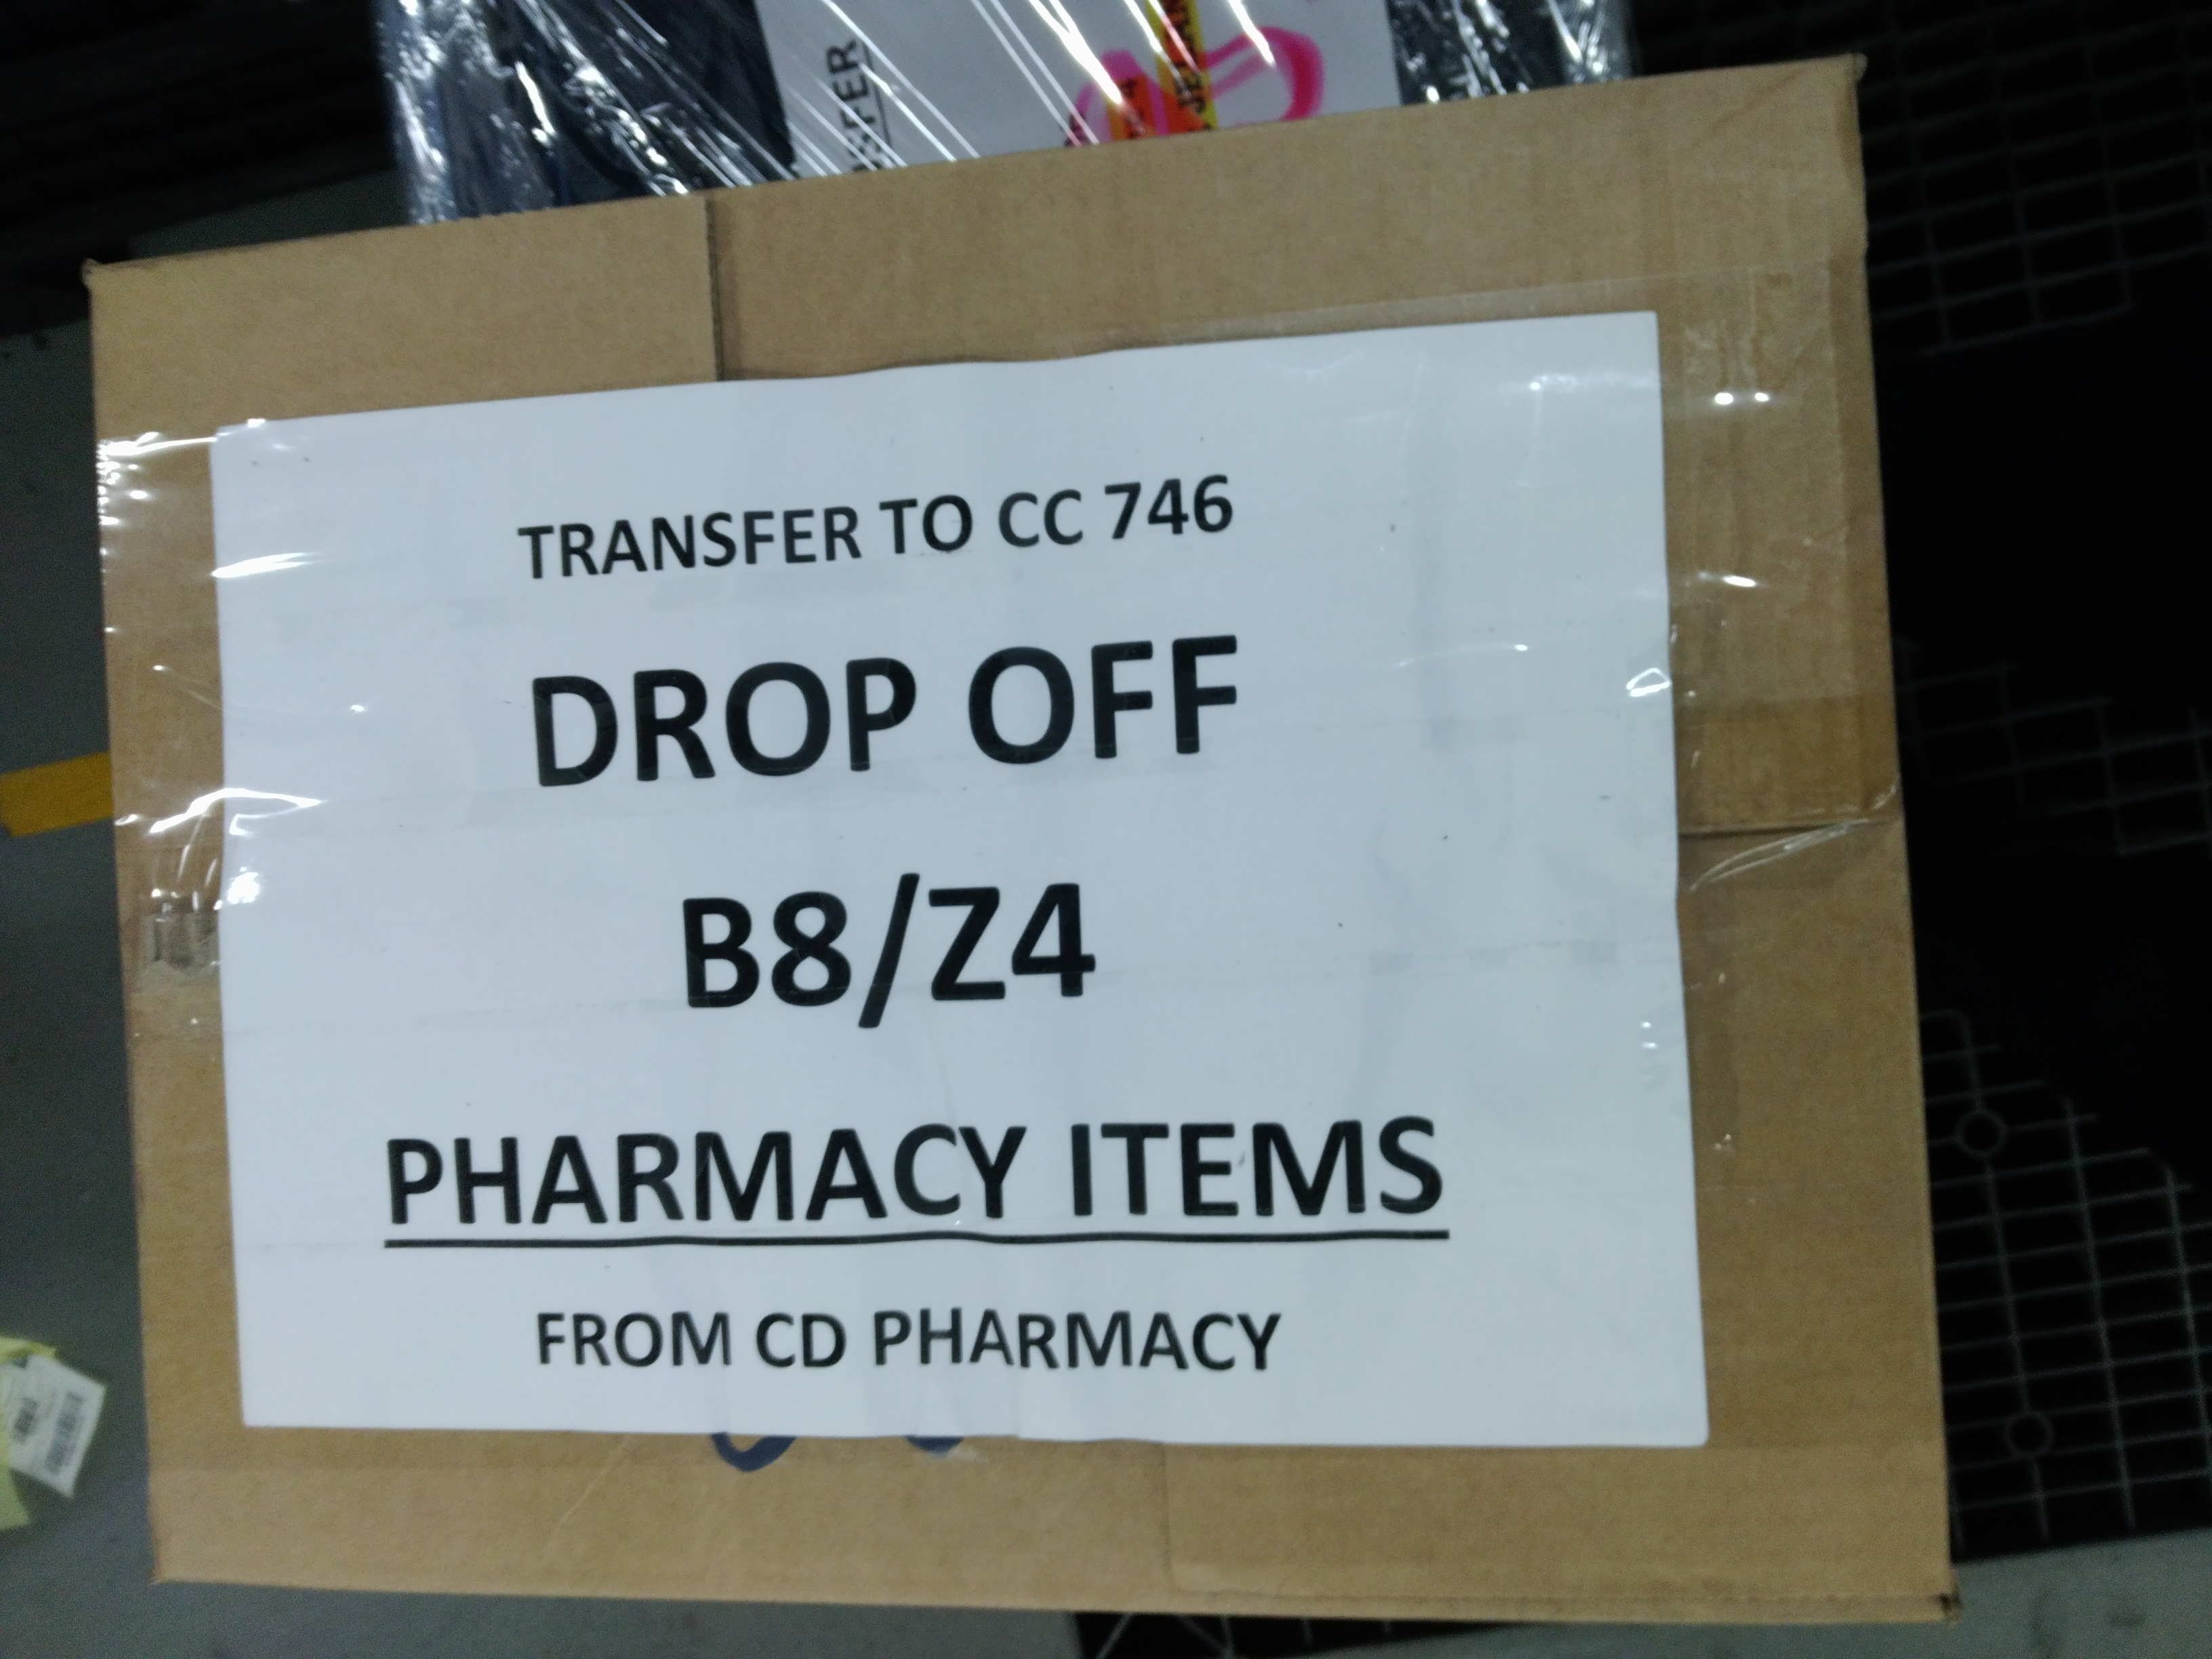 TRANSFER TO CC 746
DROP OFF
B8/Z4
PHARMACY ITEMS
FROM CD PHARMACY